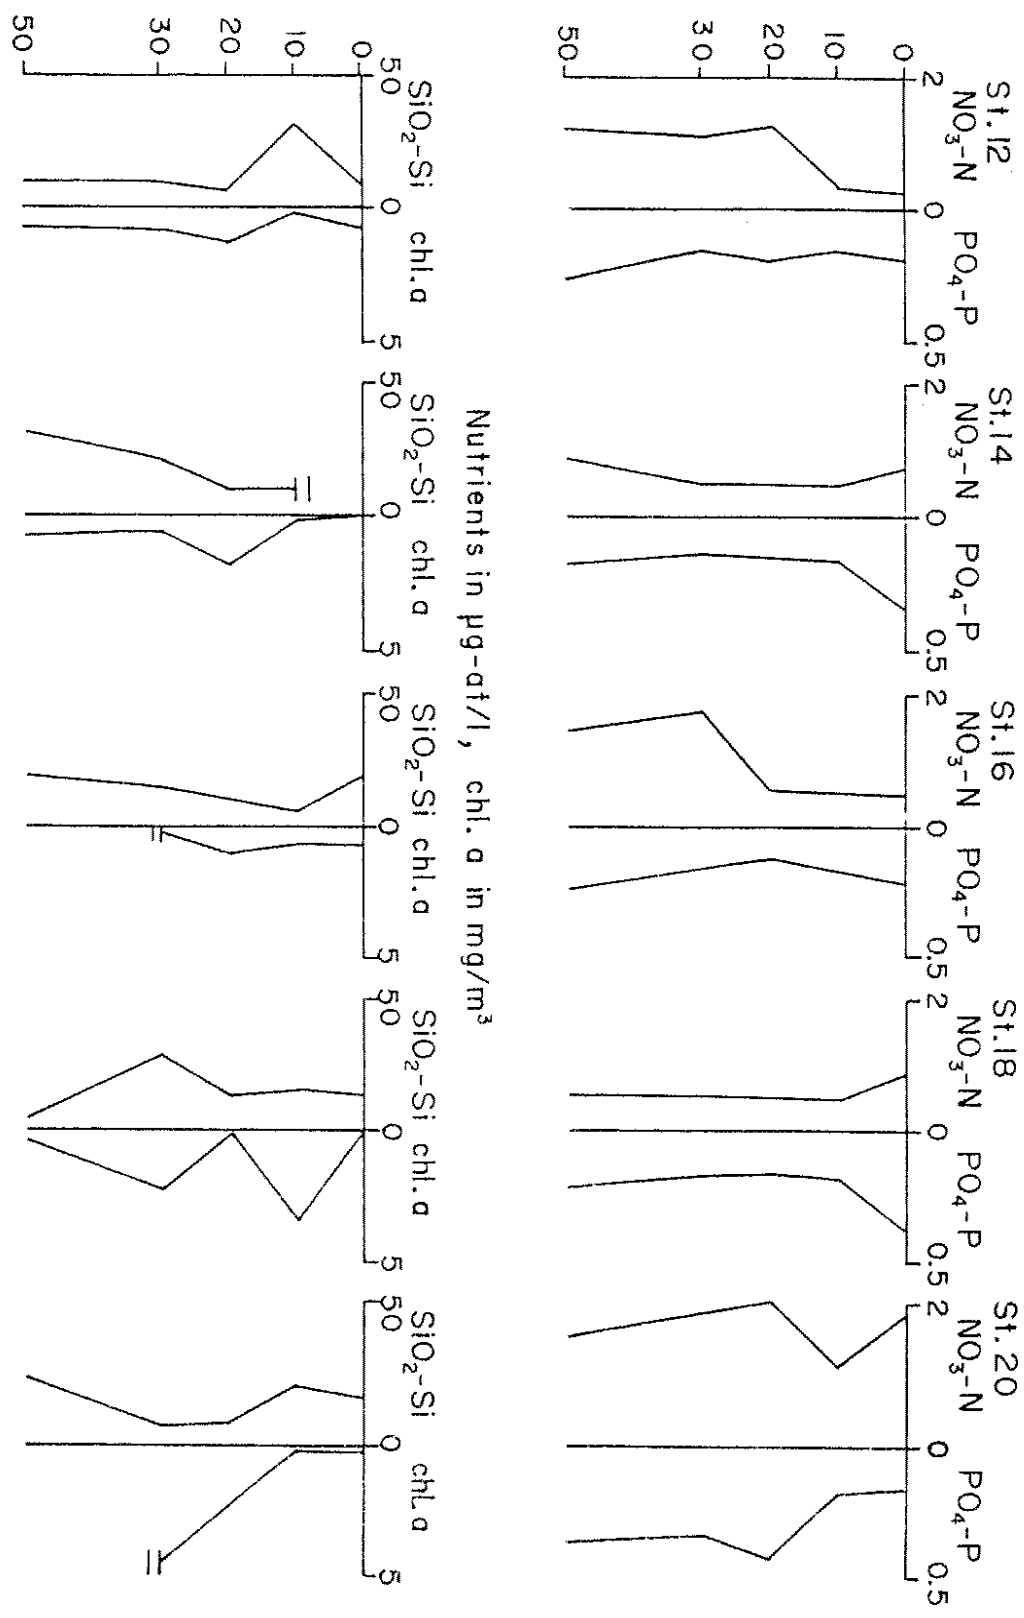 St.12 St.14 St.16 St.18 St.20
NO₃-N PO₄-P NO₃-N PO₄-P NO₃-N PO₄-P NO₃-N PO₄-P NO₃-N PO₄-P
2 0 0.5 2 0 0.5 2 0 0.5 2 0 0.5 2 0 0.5
0
10
20
30
50
Nutrients in µg-at/l, chl. a in mg/m³
SiO₂-Si chl.a SiO₂-Si chl.a SiO₂-Si chl.a SiO₂-Si chl.a SiO₂-Si chl.a
50 0 5 50 0 5 50 0 5 50 0 5 50 0 5
0
10
20
30
50